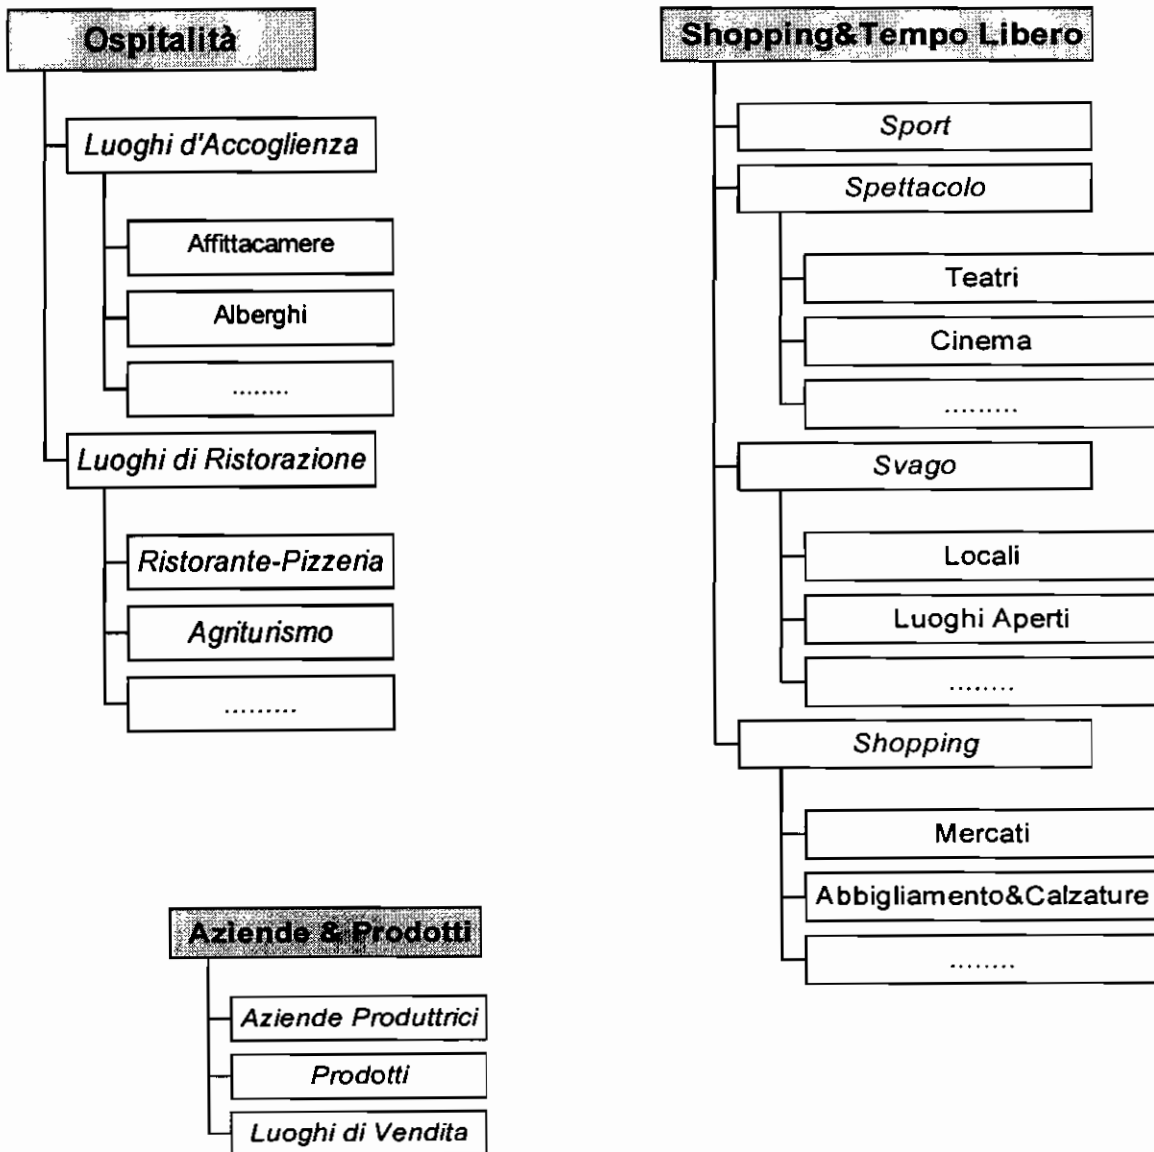 Ospitalità
Luoghi d'Accoglienza
Affittacamere
Alberghi
........
Luoghi di Ristorazione
Ristorante-Pizzeria
Agriturismo
.........
Shopping&Tempo Libero
Sport
Spettacolo
Teatri
Cinema
.........
Svago
Locali
Luoghi Aperti
........
Shopping
Mercati
Abbigliamento&Calzature
........
Aziende & Prodotti
Aziende Produttrici
Prodotti
Luoghi di Vendita